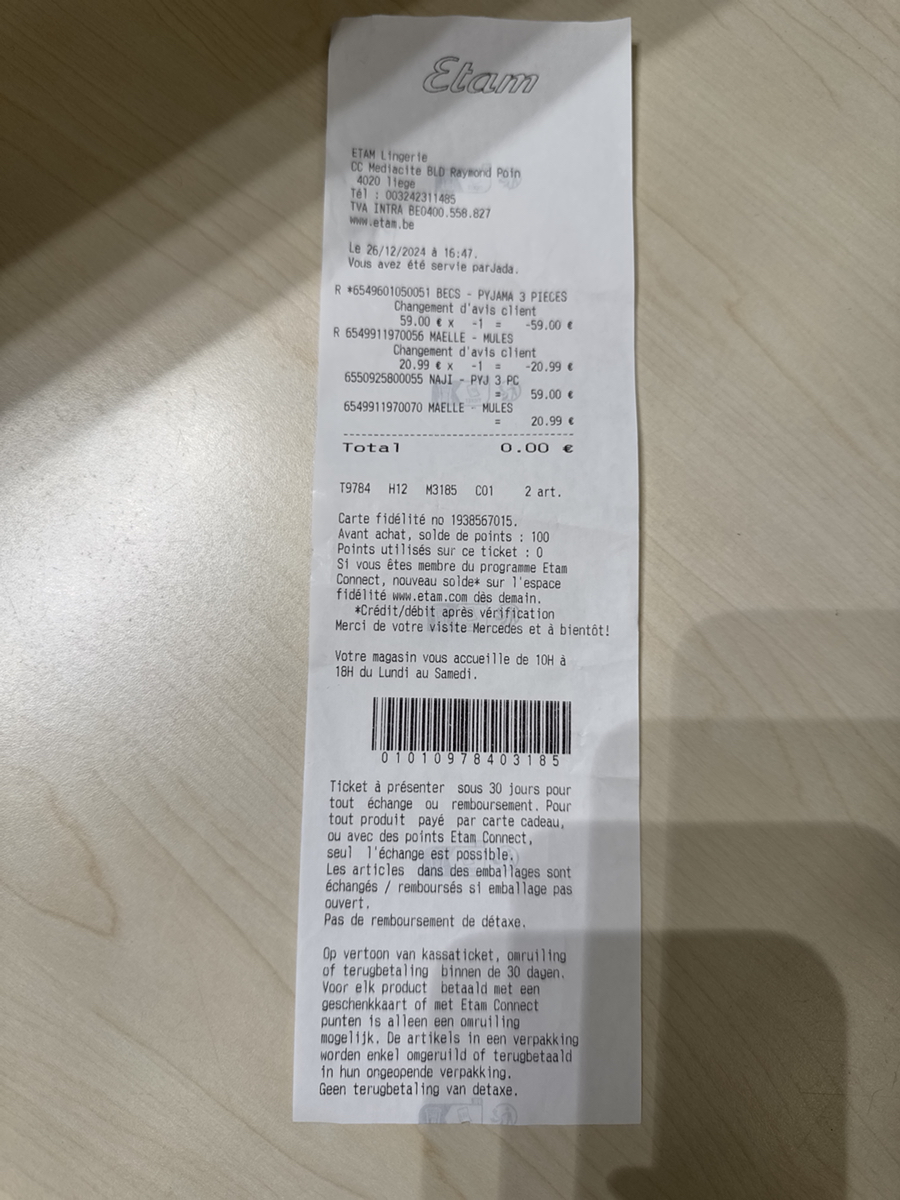 Etam
ETAM Lingerie
CC Mediacite BLD Raymond Poin
4020 liege
Tél : 003242311485
TVA INTRA BE0400.558.827
www.etam.be
Le 26/12/2024 à 16:47.
Vous avez été servie parJada.
R *6549601050051 BECS - PYJAMA 3 PIECES
Changement d'avis client
59.00 € x -1 = -59.00 €
R 6549911970056 MAELLE - MULES
Changement d'avis client
20.99 € x -1 = -20.99 €
6550925800055 NAJI - PYJ 3 PC
= 59.00 €
6549911970070 MAELLE - MULES
= 20.99 €
Total 0.00 €
T9784 H12 M3185 C01 2 art.
Carte fidélité no 1938567015.
Avant achat, solde de points : 100
Points utilisés sur ce ticket : 0
Si vous êtes membre du programme Etam
Connect, nouveau solde* sur l'espace
fidélité www.etam.com dès demain.
*Crédit/débit après vérification
Merci de votre visite Mercedes et à bientôt!
Votre magasin vous accueille de 10H à
18H du Lundi au Samedi.
01010978403185
Ticket à présenter sous 30 jours pour
tout échange ou remboursement. Pour
tout produit payé par carte cadeau,
ou avec des points Etam Connect,
seul l'échange est possible.
Les articles dans des emballages sont
échangés / remboursés si emballage pas
ouvert.
Pas de remboursement de détaxe.
Op vertoon van kassaticket, omruiling
of terugbetaling binnen de 30 dagen.
Voor elk product betaald met een
geschenkkaart of met Etam Connect
punten is alleen een omruiling
mogelijk. De artikels in een verpakking
worden enkel omgeruild of terugbetaald
in hun ongeopende verpakking.
Geen terugbetaling van detaxe.